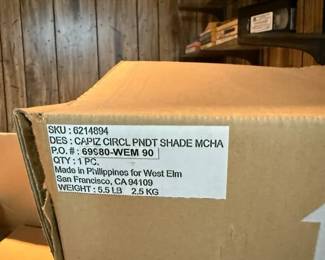 SKU : 6214894
DES : CAPIZ CIRCL PNDT SHADE MCHA
P.O. # : 69980-WEM 90
QTY : 1 PC.
Made in Philippines for West Elm
San Francisco, CA 94109
WEIGHT : 5.5 LB 2.5 KG